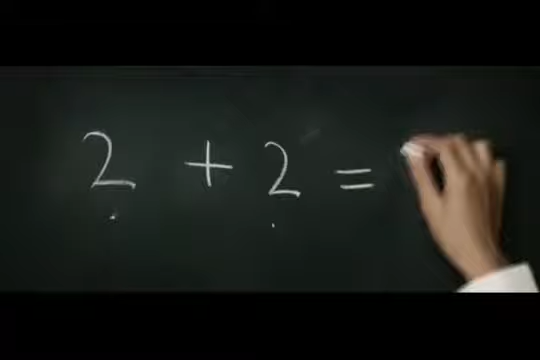 2 + 2 =